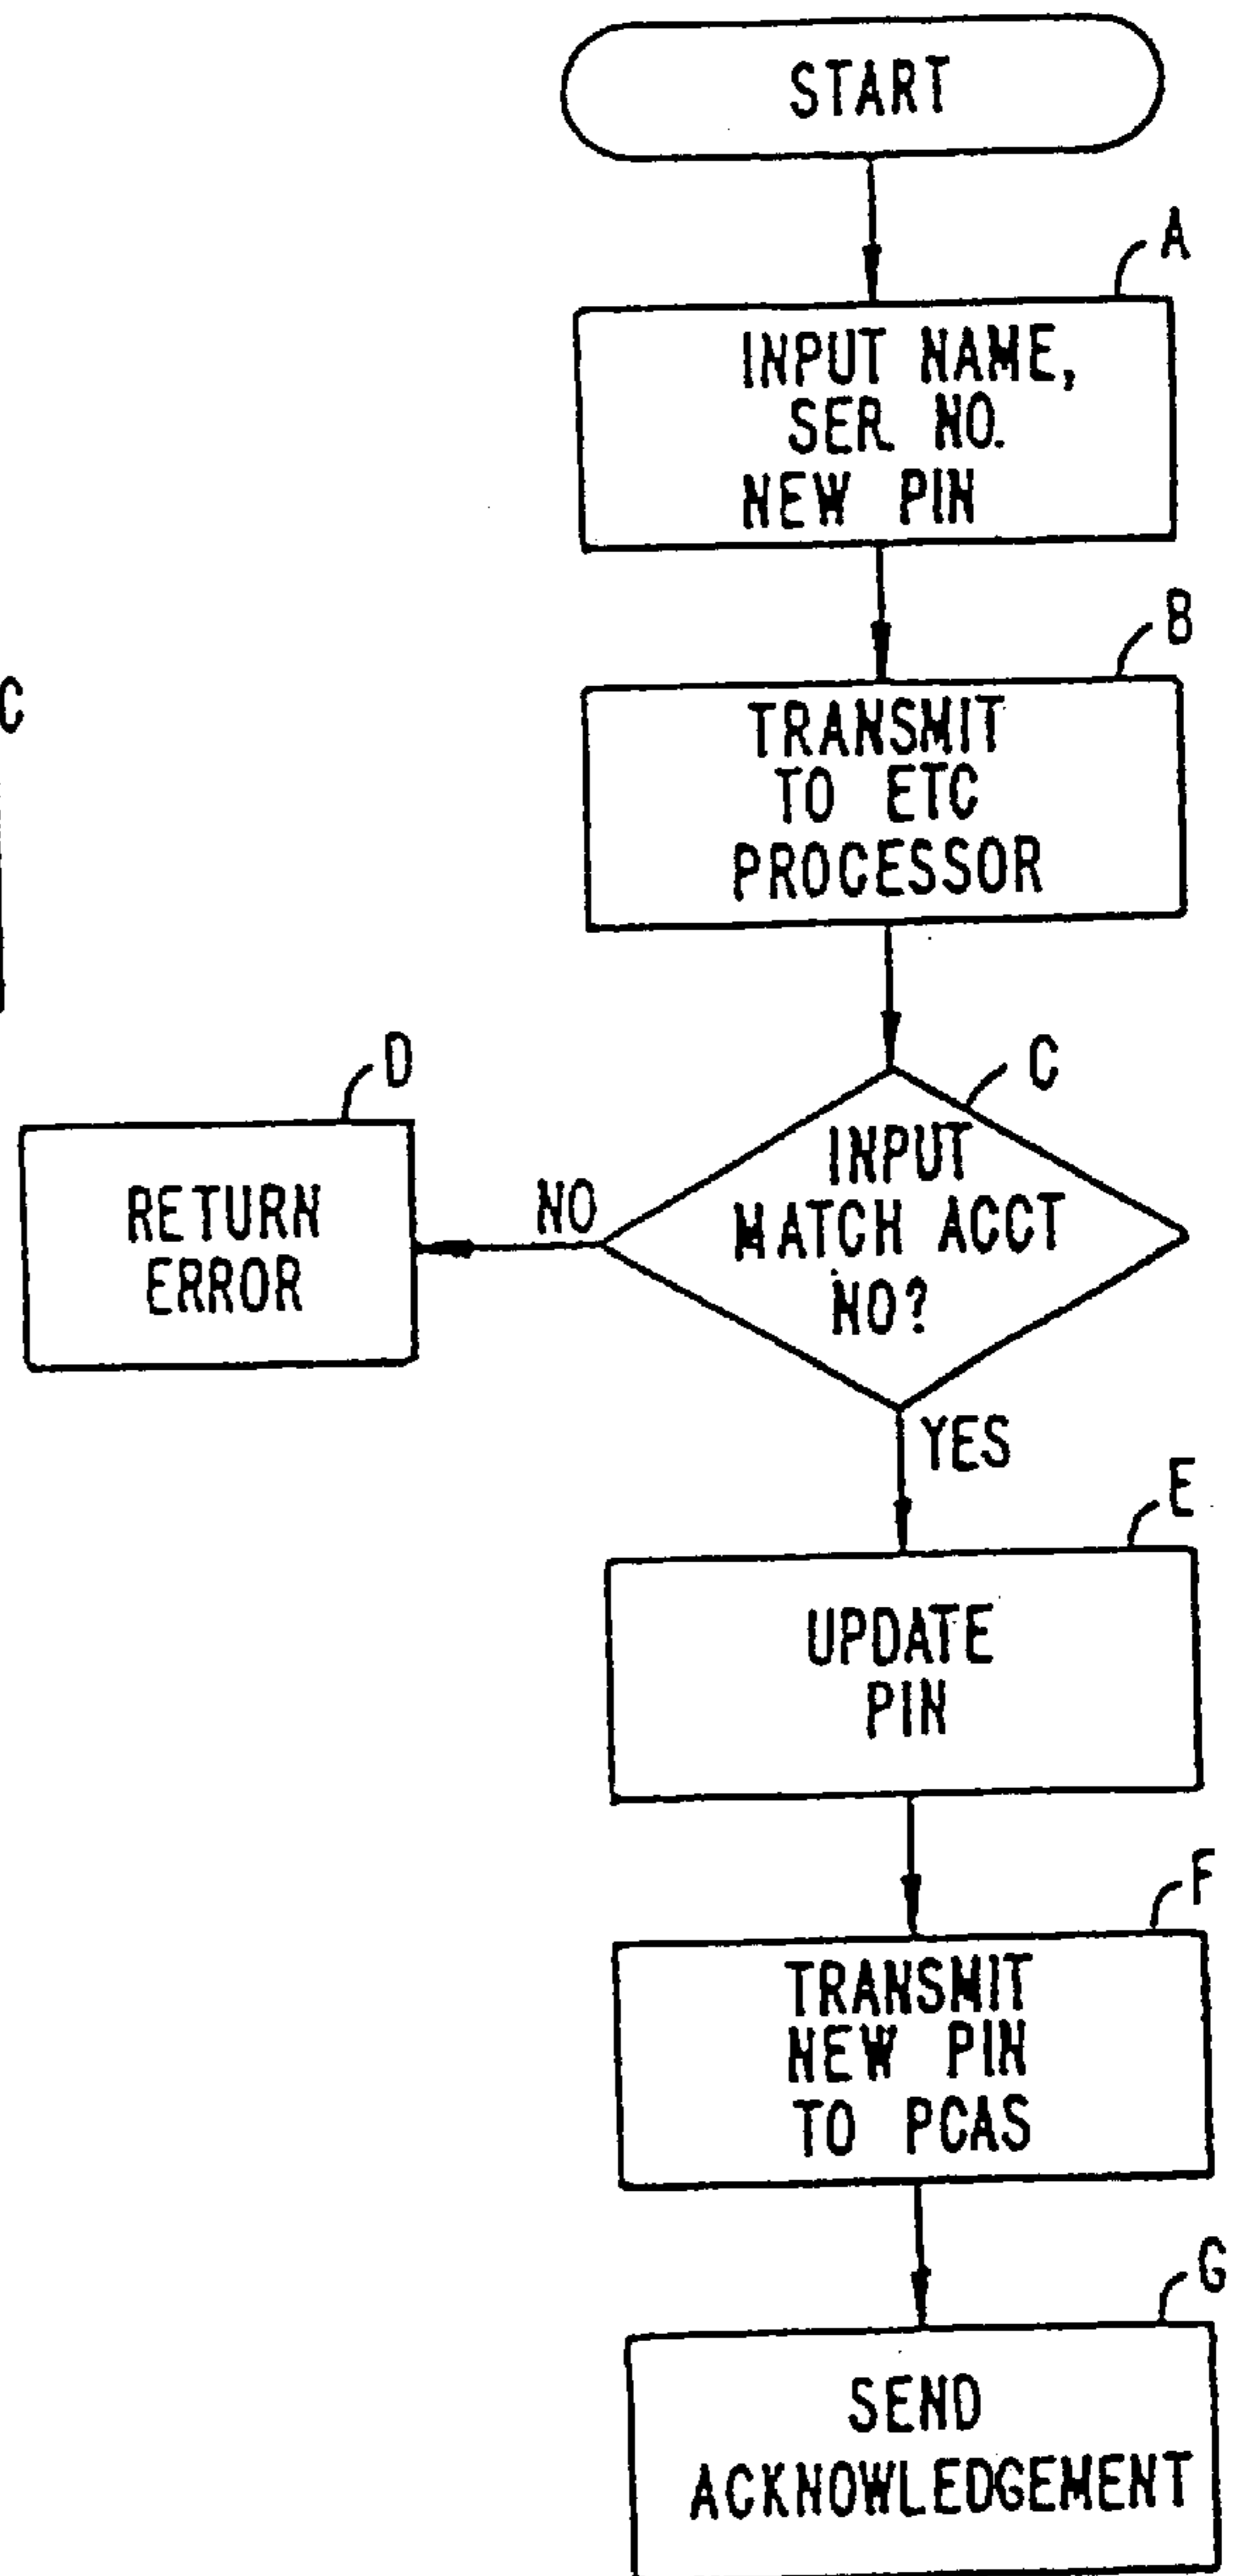 START
A
INPUT NAME,
SER. NO.
NEW PIN
B
TRANSMIT
TO ETC
PROCESSOR
C
C
INPUT
MATCH ACCT
NO?
NO
D
RETURN
ERROR
YES
E
UPDATE
PIN
F
TRANSMIT
NEW PIN
TO PCAS
G
SEND
ACKNOWLEDGEMENT